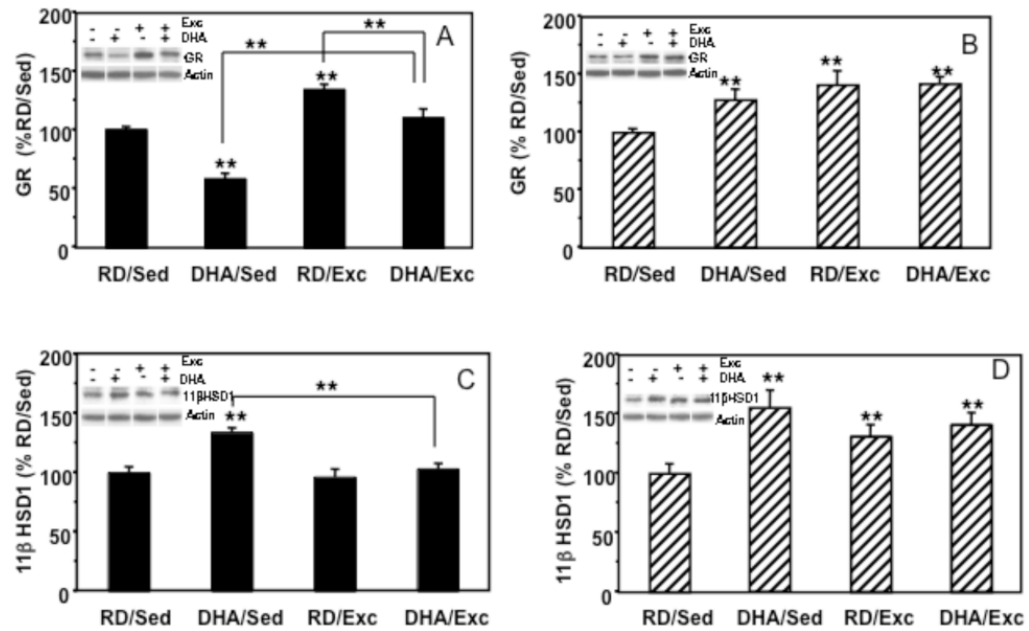 A
GR (%RD/Sed)
200
150
100
50
0
- - + + Exc
- + - + DHA
GR
Actin
**
**
**
**
RD/Sed DHA/Sed RD/Exc DHA/Exc
B
GR (% RD/Sed)
200
150
100
50
0
- - + + Exc
- + - + DHA
GR
Actin
**
**
**
RD/Sed DHA/Sed RD/Exc DHA/Exc
C
11β HSD1 (% RD/Sed)
200
150
100
50
0
- - + + Exc
- + - + DHA
11βHSD1
Actin
**
**
RD/Sed DHA/Sed RD/Exc DHA/Exc
D
11β HSD1 (% RD/Sed)
200
150
100
50
0
- - + + Exc
- + - + DHA
11βHSD1
Actin
**
**
**
RD/Sed DHA/Sed RD/Exc DHA/Exc